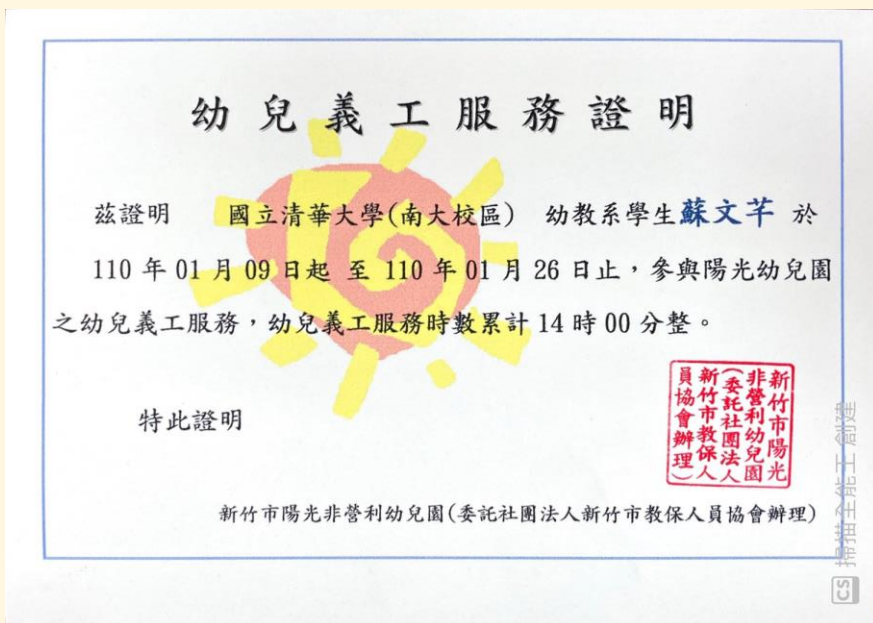 幼兒義工服務證明
茲證明 國立清華大學(南大校區) 幼教系學生蘇文芊 於
110 年 01 月 09 日起 至 110 年 01 月 26 日止，參與陽光幼兒園
之幼兒義工服務，幼兒義工服務時數累計 14 時 00 分整。
特此證明
新竹市陽光
非營利幼兒園
(委託社團法人
新竹市教保人
員協會辦理)
新竹市陽光非營利幼兒園(委託社團法人新竹市教保人員協會辦理)
CS 掃描全能王 創建